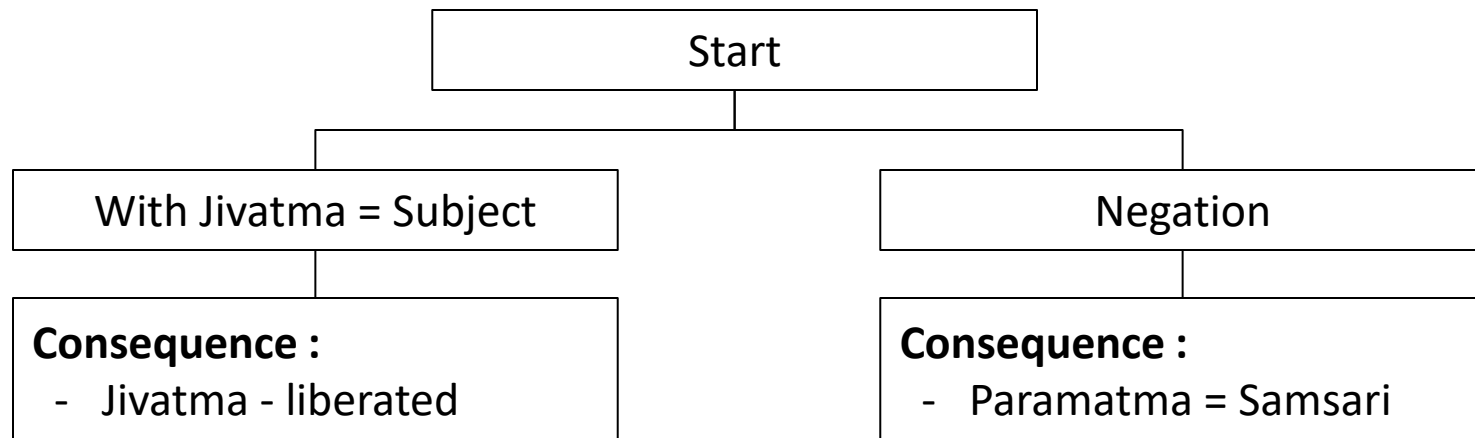 Start
With Jivatma = Subject
Negation
Consequence :
- Jivatma - liberated
Consequence :
- Paramatma = Samsari